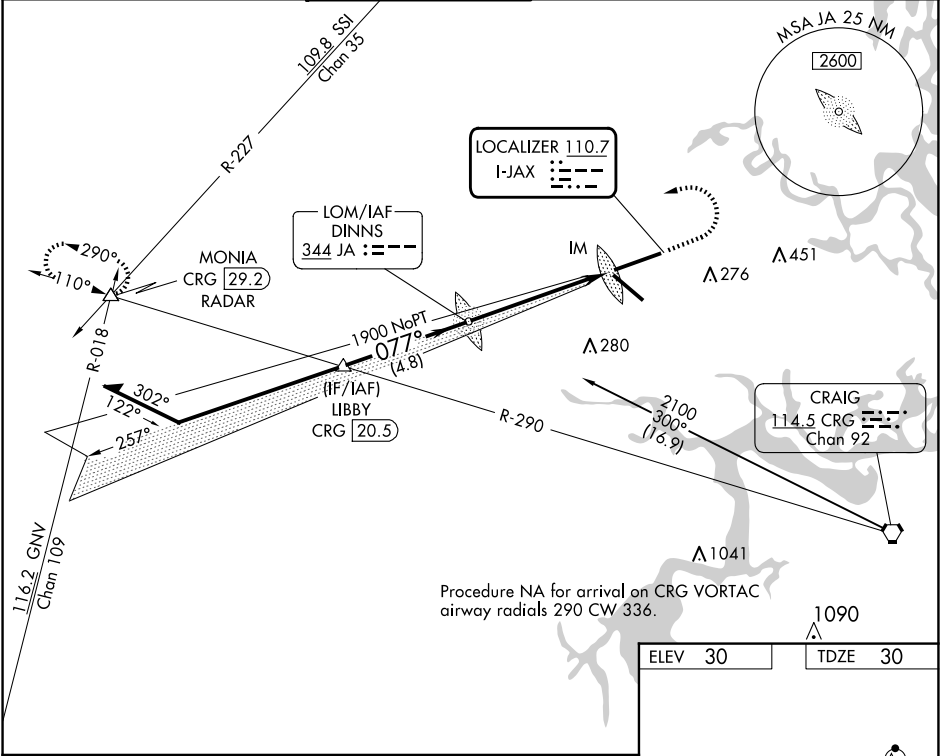 MSA JA 25 NM
2600
109.8 SSI
Chan 35
R-227
LOCALIZER 110.7
I-JAX
LOM/IAF
DINNS
344 JA
IM
451
276
290°
110°
MONIA
CRG 29.2
RADAR
1900 NoPT
077°
(4.8)
280
R-018
(IF/IAF)
LIBBY
CRG 20.5
302°
122°
257°
R-290
2100
300°
(16.9)
CRAIG
114.5 CRG
Chan 92
116.2 GNV
Chan 109
1041
Procedure NA for arrival on CRG VORTAC
airway radials 290 CW 336.
1090
ELEV 30
TDZE 30